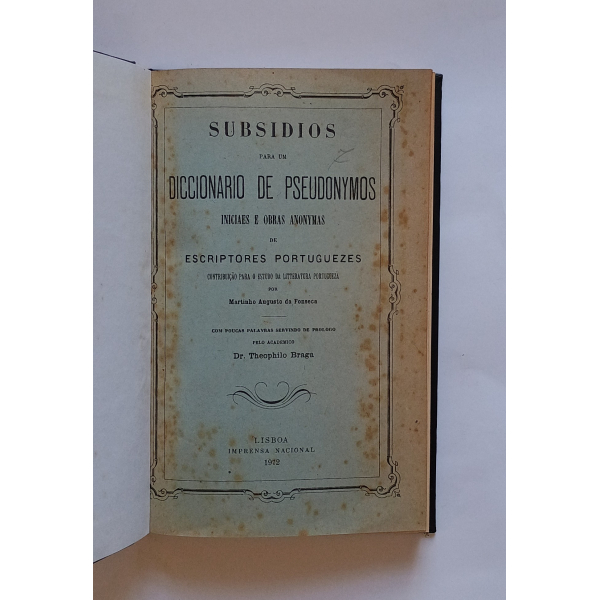 SUBSIDIOS
PARA UM
DICCIONARIO DE PSEUDONYMOS
INICIAES E OBRAS ANONYMAS
DE
ESCRIPTORES PORTUGUEZES
CONTRIBUIÇÃO PARA O ESTUDO DA LITTERATURA PORTUGUEZA
POR
Martinho Augusto da Fonseca
COM POUCAS PALAVRAS SERVINDO DE PROLOGO
PELO ACADEMICO
Dr. Theophilo Braga
LISBOA
IMPRENSA NACIONAL
1972